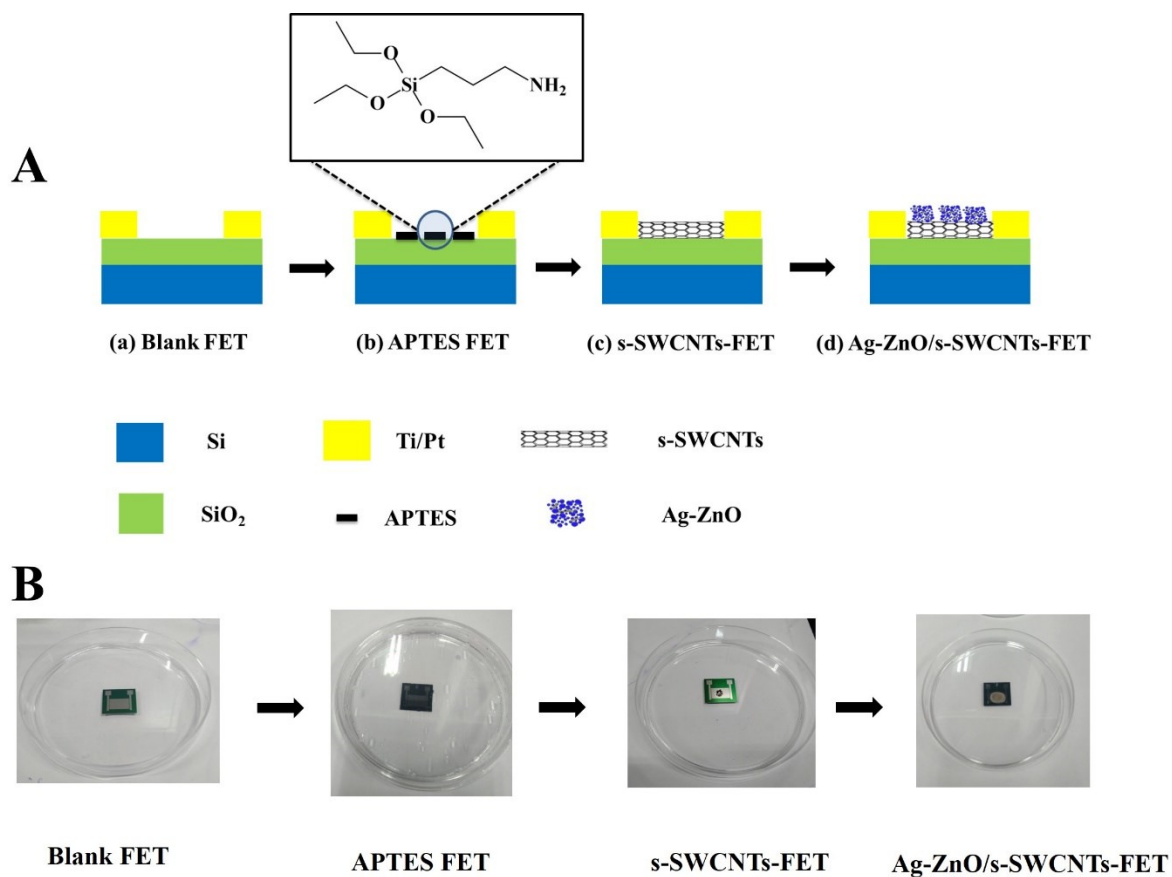 O
Si
NH2
O
O
A
(a) Blank FET
(b) APTES FET
(c) s-SWCNTs-FET
(d) Ag-ZnO/s-SWCNTs-FET
Si
Ti/Pt
s-SWCNTs
SiO2
APTES
Ag-ZnO
B
Blank FET
APTES FET
s-SWCNTs-FET
Ag-ZnO/s-SWCNTs-FET